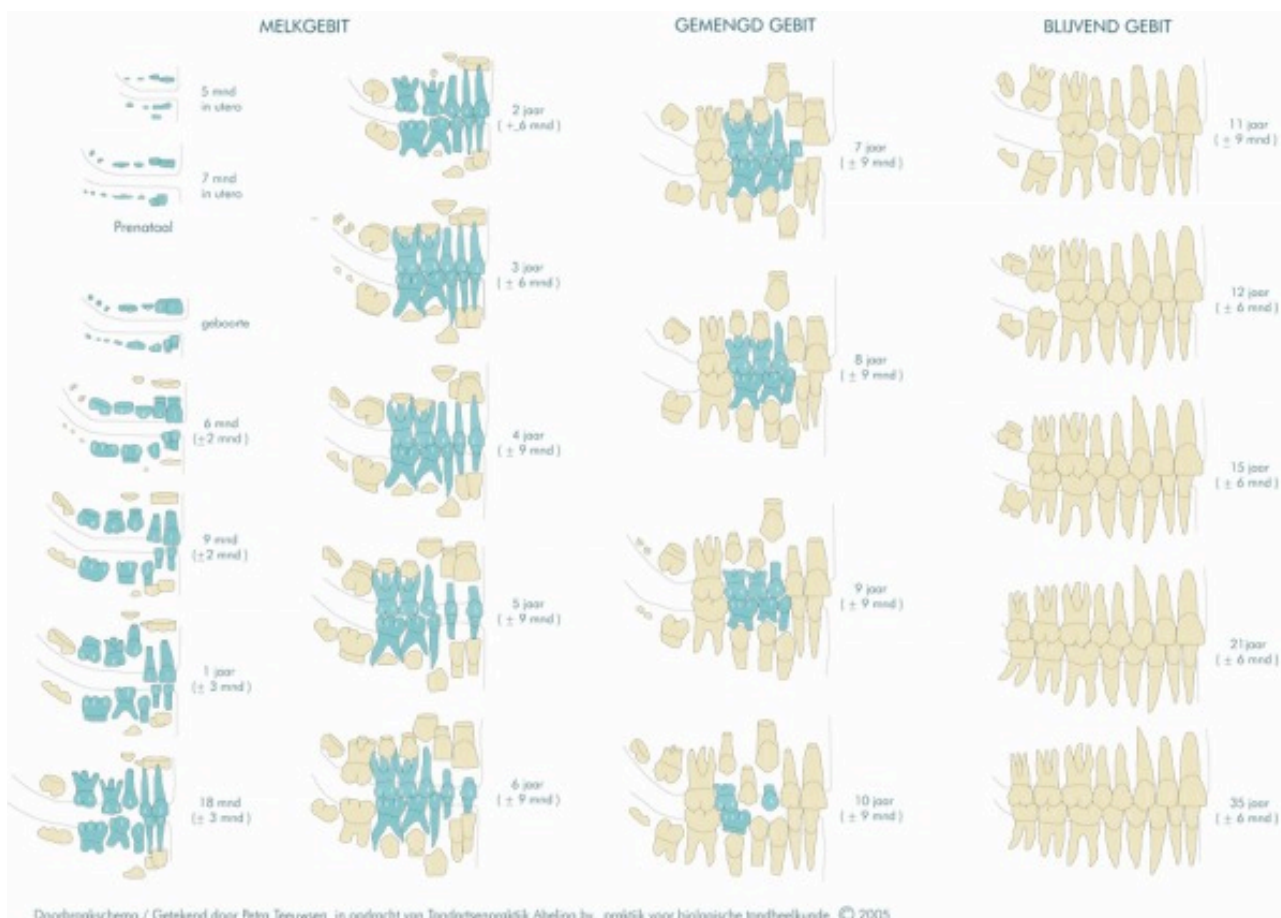 MELKGEBIT
5 mnd
in utero
7 mnd
in utero
Prenataal
geboorte
6 mnd
(±2 mnd)
9 mnd
(±2 mnd)
1 jaar
(± 3 mnd)
18 mnd
(± 3 mnd)
2 jaar
(+_6 mnd)
3 jaar
(± 6 mnd)
4 jaar
(± 9 mnd)
5 jaar
(± 9 mnd)
6 jaar
(± 9 mnd)
GEMENGD GEBIT
7 jaar
(± 9 mnd)
8 jaar
(± 9 mnd)
9 jaar
(± 9 mnd)
10 jaar
(± 9 mnd)
BLIJVEND GEBIT
11 jaar
(± 9 mnd)
12 jaar
(± 6 mnd)
15 jaar
(± 6 mnd)
21jaar
(± 6 mnd)
35 jaar
(± 6 mnd)
Doorbraakschema / Getekend door Petra Teeuwsen, in opdracht van Tandartsenpraktijk Abeling bv, praktijk voor biologische tandheelkunde © 2005